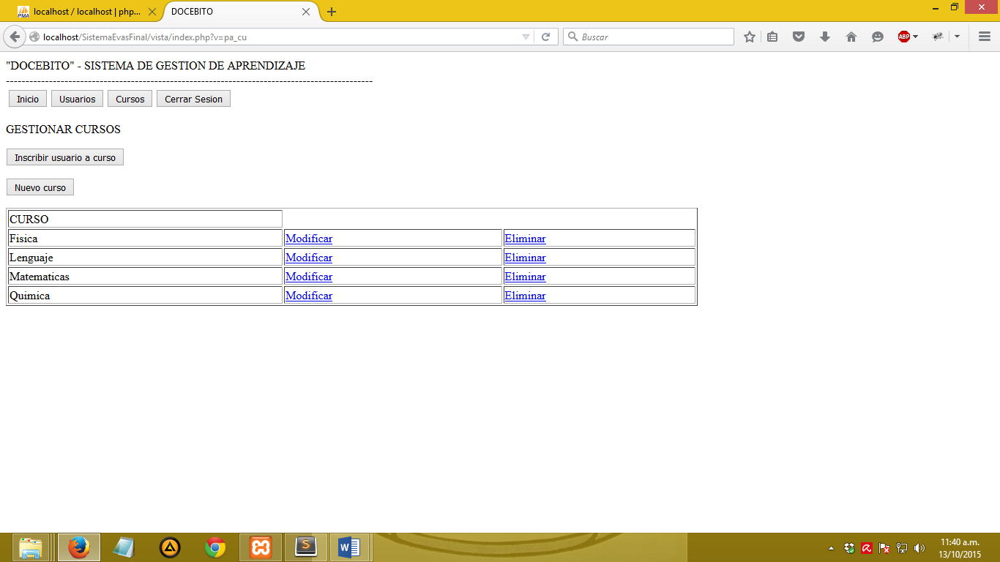 localhost / localhost | php...
DOCEBITO
localhost/SistemaEvasFinal/vista/index.php?v=pa_cu
Buscar
ABP
"DOCEBITO" - SISTEMA DE GESTION DE APRENDIZAJE
----------------------------------------------------------------------------------------------------
Inicio Usuarios Cursos Cerrar Sesion
GESTIONAR CURSOS
Inscribir usuario a curso
Nuevo curso
CURSO
Fisica Modificar Eliminar
Lenguaje Modificar Eliminar
Matematicas Modificar Eliminar
Quimica Modificar Eliminar
11:40 a.m.
13/10/2015